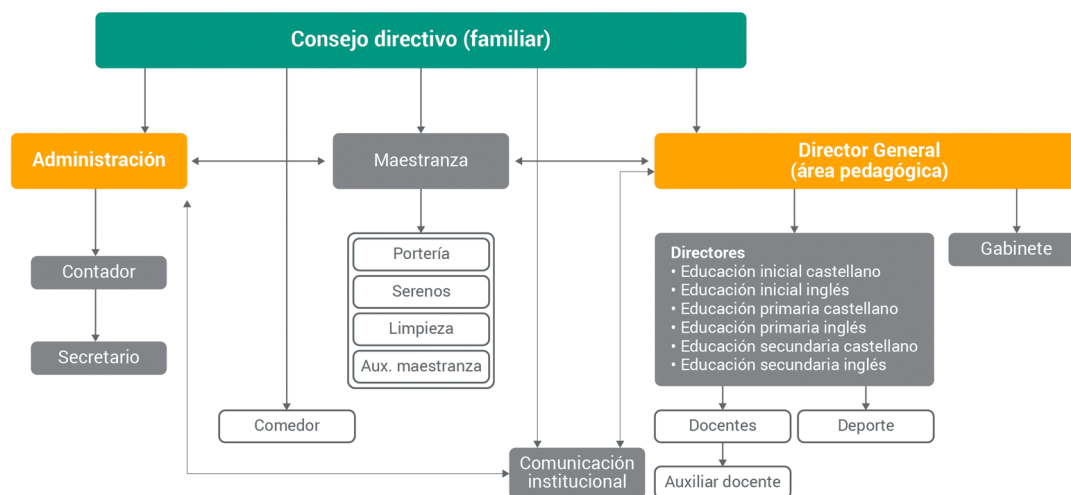 Consejo directivo (familiar)
Administración
Maestranza
Director General
(área pedagógica)
Contador
Secretario
Portería
Serenos
Limpieza
Aux. maestranza
Directores
• Educación inicial castellano
• Educación inicial inglés
• Educación primaria castellano
• Educación primaria inglés
• Educación secundaria castellano
• Educación secundaria inglés
Gabinete
Comedor
Docentes
Deporte
Comunicación
institucional
Auxiliar docente